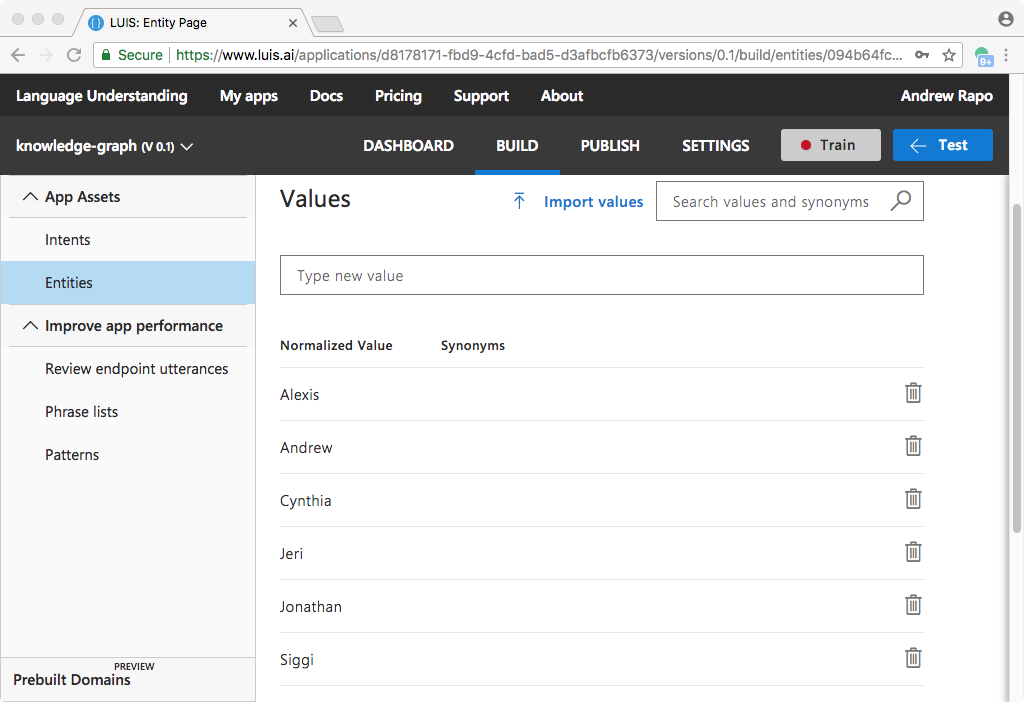 LUIS: Entity Page
Secure https://www.luis.ai/applications/d8178171-fbd9-4cfd-bad5-d3afbcfb6373/versions/0.1/build/entities/094b64fc...
9+
Language Understanding My apps Docs Pricing Support About Andrew Rapo
knowledge-graph (V 0.1) DASHBOARD BUILD PUBLISH SETTINGS Train Test
App Assets
Intents
Entities
Improve app performance
Review endpoint utterances
Phrase lists
Patterns
PREVIEW
Prebuilt Domains
Values Import values Search values and synonyms
Type new value
Normalized Value Synonyms
Alexis
Andrew
Cynthia
Jeri
Jonathan
Siggi